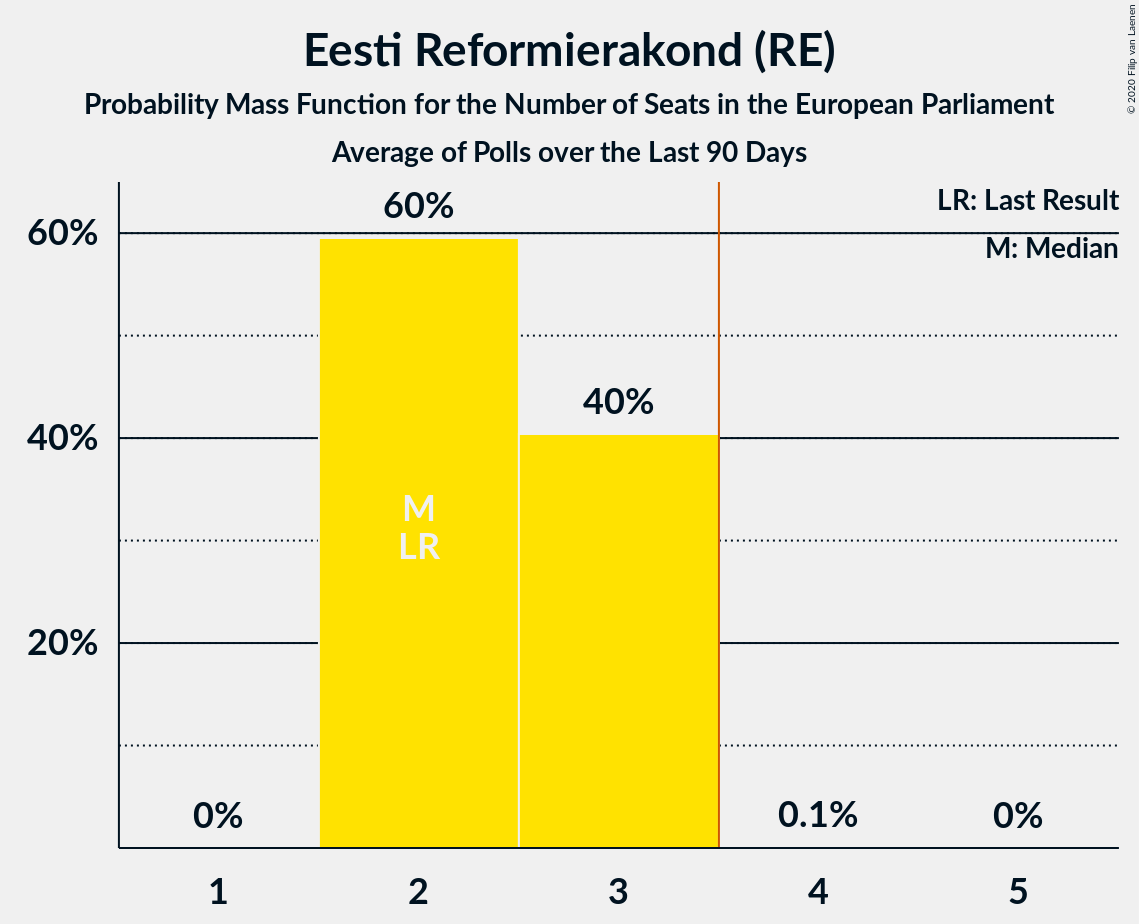 Eesti Reformierakond (RE)
Probability Mass Function for the Number of Seats in the European Parliament
Average of Polls over the Last 90 Days
© 2020 Filip van Laenen
LR: Last Result
M: Median
60%
40%
20%
0%
60%
40%
0.1%
0%
M
LR
1
2
3
4
5